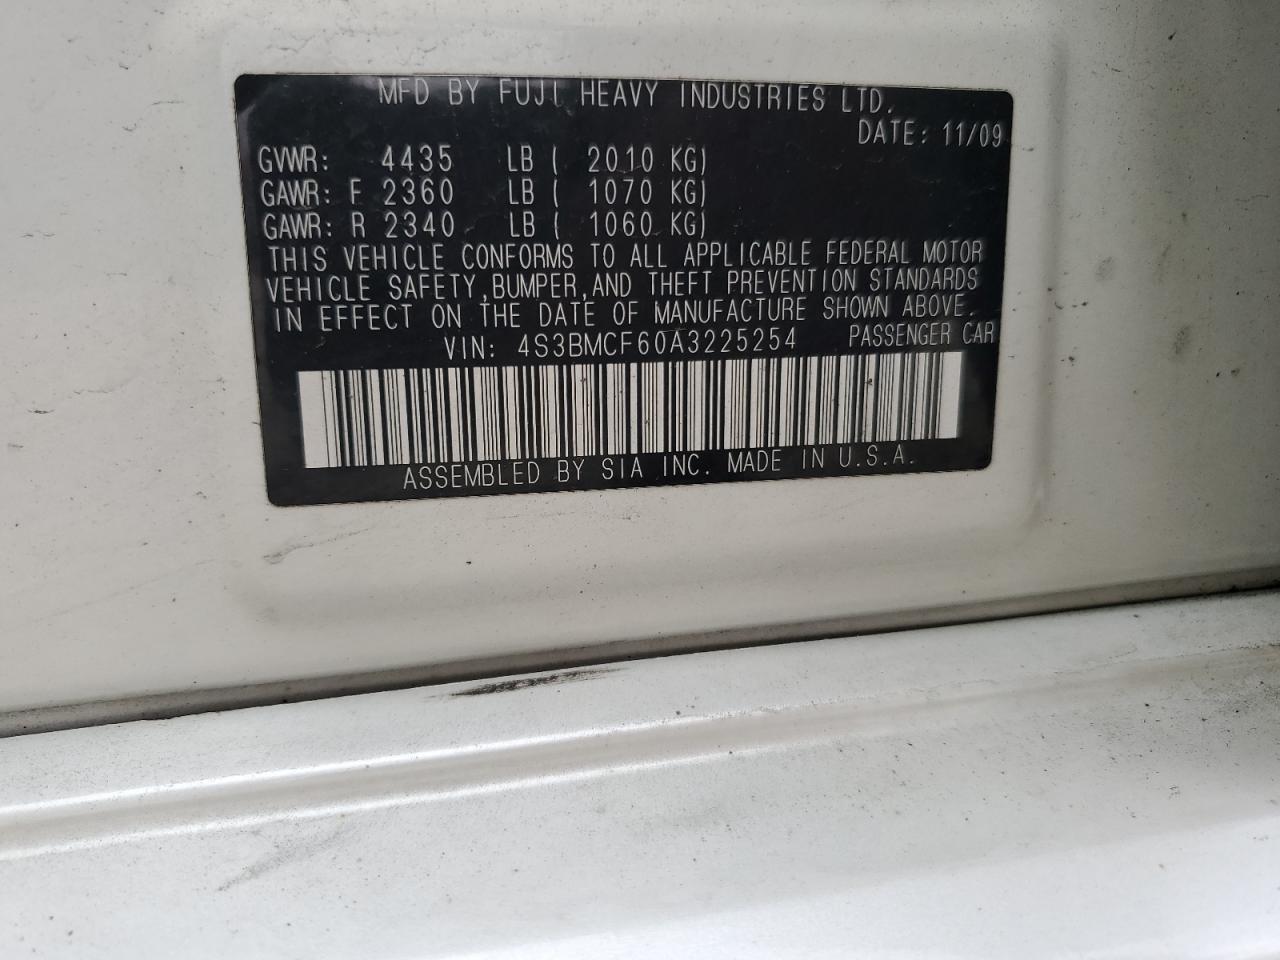 MFD BY FUJI HEAVY INDUSTRIES LTD.
DATE: 11/09
GVWR: 4435 LB ( 2010 KG)
GAWR: F 2360 LB ( 1070 KG)
GAWR: R 2340 LB ( 1060 KG)
THIS VEHICLE CONFORMS TO ALL APPLICABLE FEDERAL MOTOR
VEHICLE SAFETY,BUMPER,AND THEFT PREVENTION STANDARDS
IN EFFECT ON THE DATE OF MANUFACTURE SHOWN ABOVE.
VIN: 4S3BMCF60A3225254 PASSENGER CAR
ASSEMBLED BY SIA INC. MADE IN U.S.A.